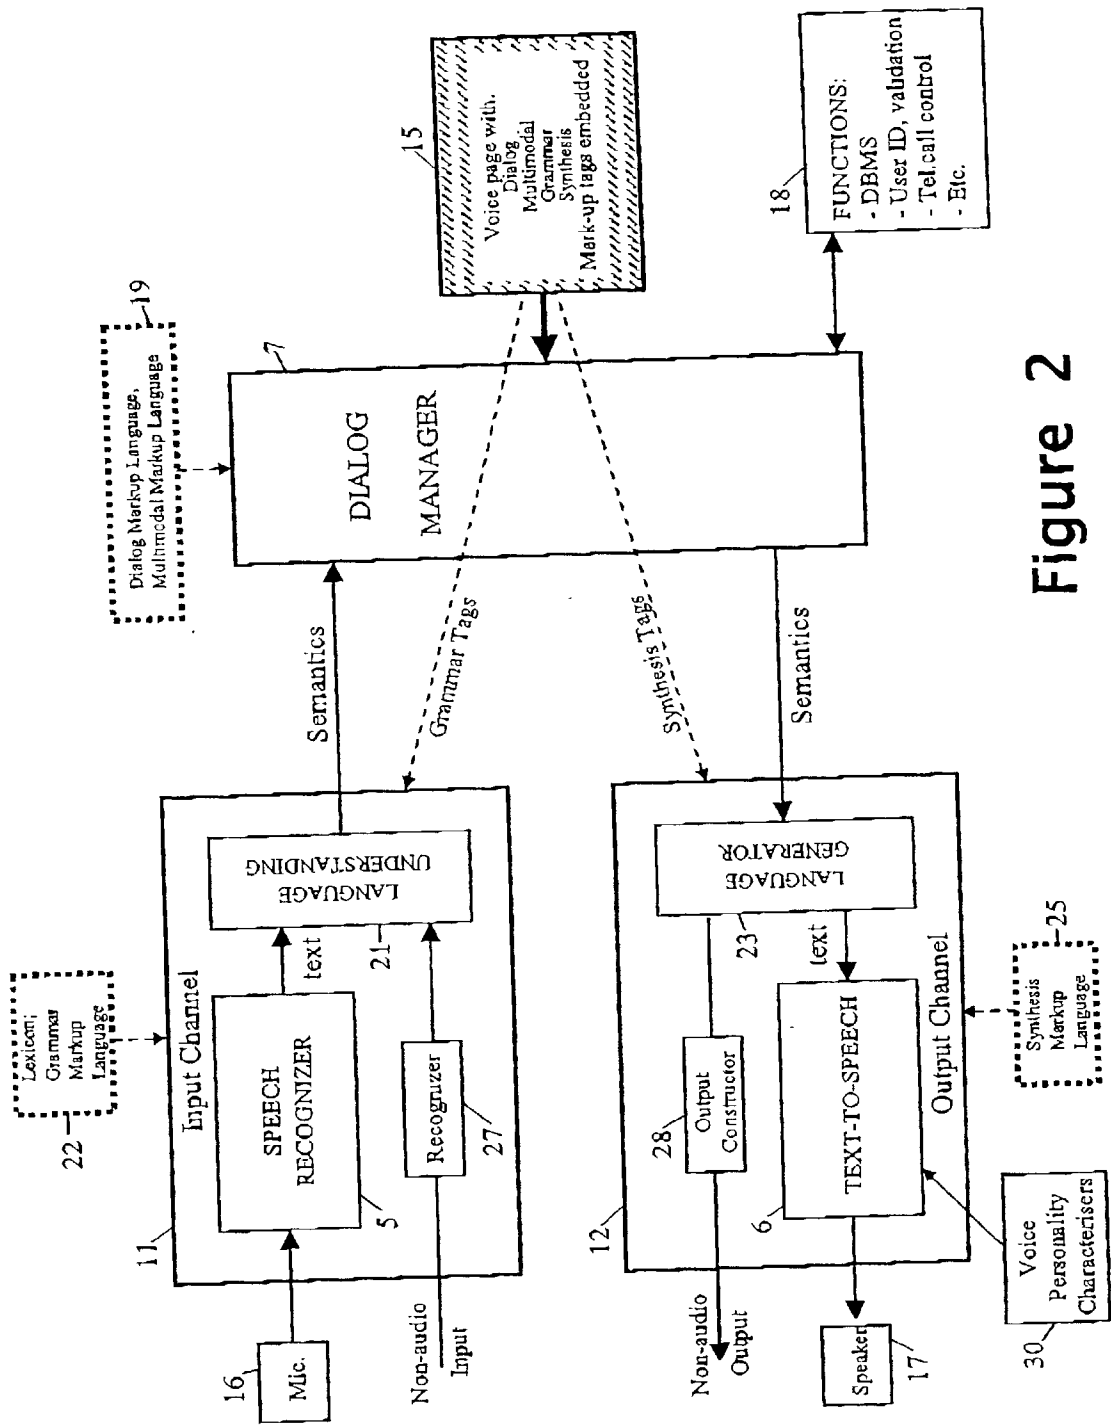 22
Lexicon;
Grammar
Markup
Language
Dialog Markup Language,
Multimodal Markup Language
19
11
Input Channel
16
Mic.
SPEECH
RECOGNIZER
5
text
LANGUAGE
UNDERSTANDING
21
Non-audio
Input
Recognizer
27
Semantics
Grammar Tags
7
DIALOG
MANAGER
15
Voice page with.
Dialog
Multimodal
Grammar
Synthesis
Mark-up tags embedded
12
Non-audio
Output
28
Output
Constructor
23
LANGUAGE
GENERATOR
text
6
TEXT-TO-SPEECH
Output Channel
Speaker
17
Synthesis Tags
Semantics
18
FUNCTIONS:
- DBMS
- User ID, validation
- Tel.call control
- Etc.
30
Voice
Personality
Characterisers
Synthesis
Markup
Language
25
Figure 2